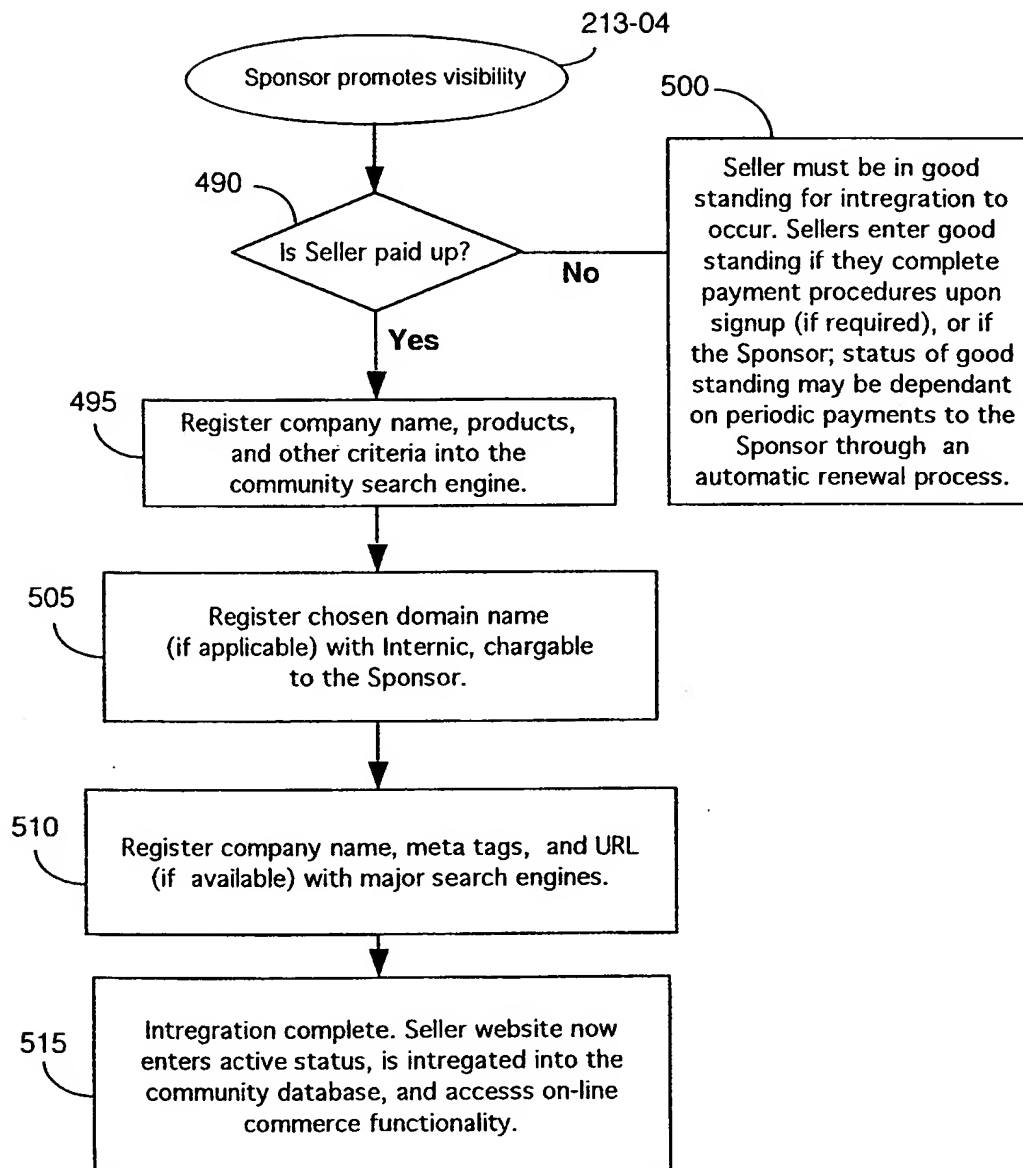 213-04
Sponsor promotes visibility
500
490
Is Seller paid up?
No
Yes
Seller must be in good
standing for intregration to
occur. Sellers enter good
standing if they complete
payment procedures upon
signup (if required), or if
the Sponsor; status of good
standing may be dependant
on periodic payments to the
Sponsor through an
automatic renewal process.
495
Register company name, products,
and other criteria into the
community search engine.
505
Register chosen domain name
(if applicable) with Internic, chargable
to the Sponsor.
510
Register company name, meta tags, and URL
(if available) with major search engines.
515
Intregration complete. Seller website now
enters active status, is intregated into the
community database, and accesss on-line
commerce functionality.